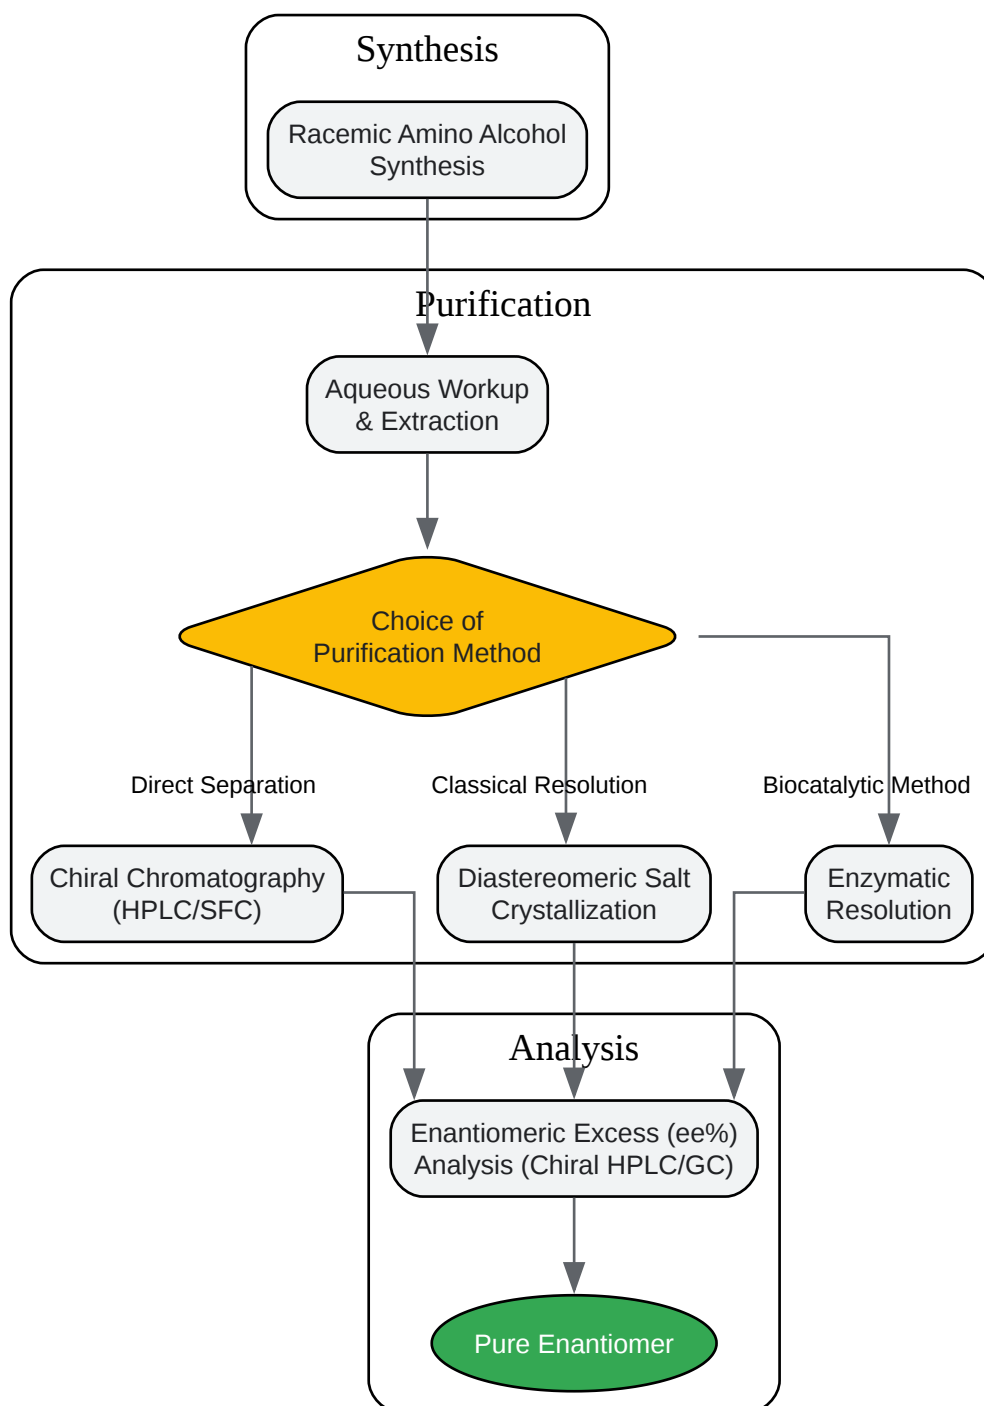 Synthesis
Racemic Amino Alcohol
Synthesis
Purification
Aqueous Workup
& Extraction
Choice of
Purification Method
Direct Separation
Classical Resolution
Biocatalytic Method
Chiral Chromatography
(HPLC/SFC)
Diastereomeric Salt
Crystallization
Enzymatic
Resolution
Analysis
Enantiomeric Excess (ee%)
Analysis (Chiral HPLC/GC)
Pure Enantiomer